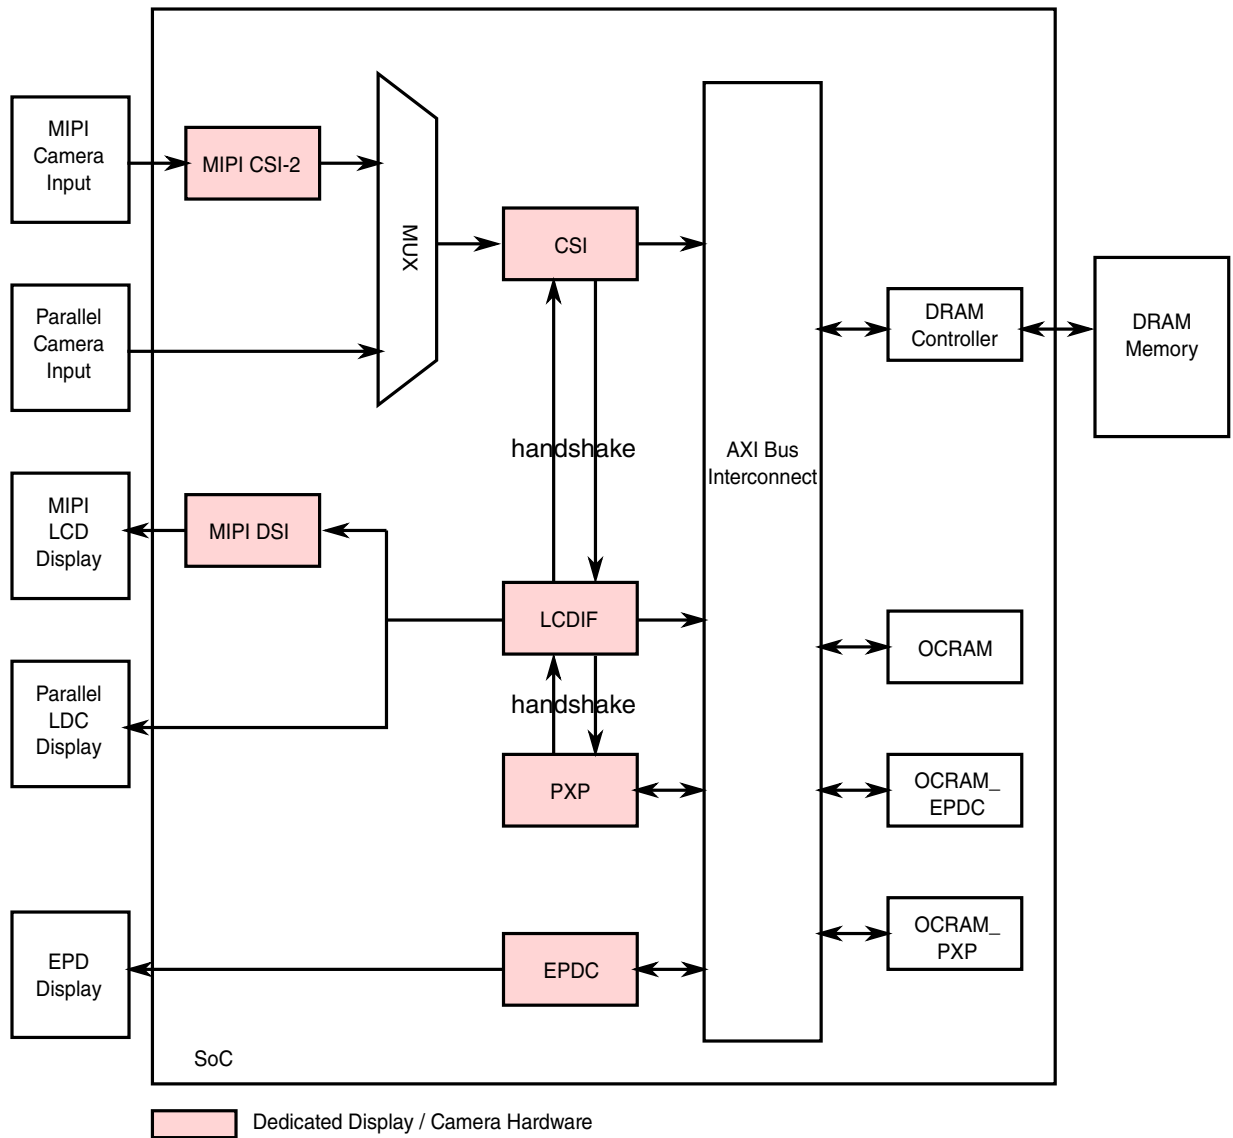 MIPI
Camera
Input
MIPI CSI-2
MUX
CSI
Parallel
Camera
Input
DRAM
Controller
DRAM
Memory
handshake
AXI Bus
Interconnect
MIPI
LCD
Display
MIPI DSI
LCDIF
OCRAM
Parallel
LDC
Display
handshake
PXP
OCRAM_
EPDC
OCRAM_
PXP
EPD
Display
EPDC
SoC
Dedicated Display / Camera Hardware